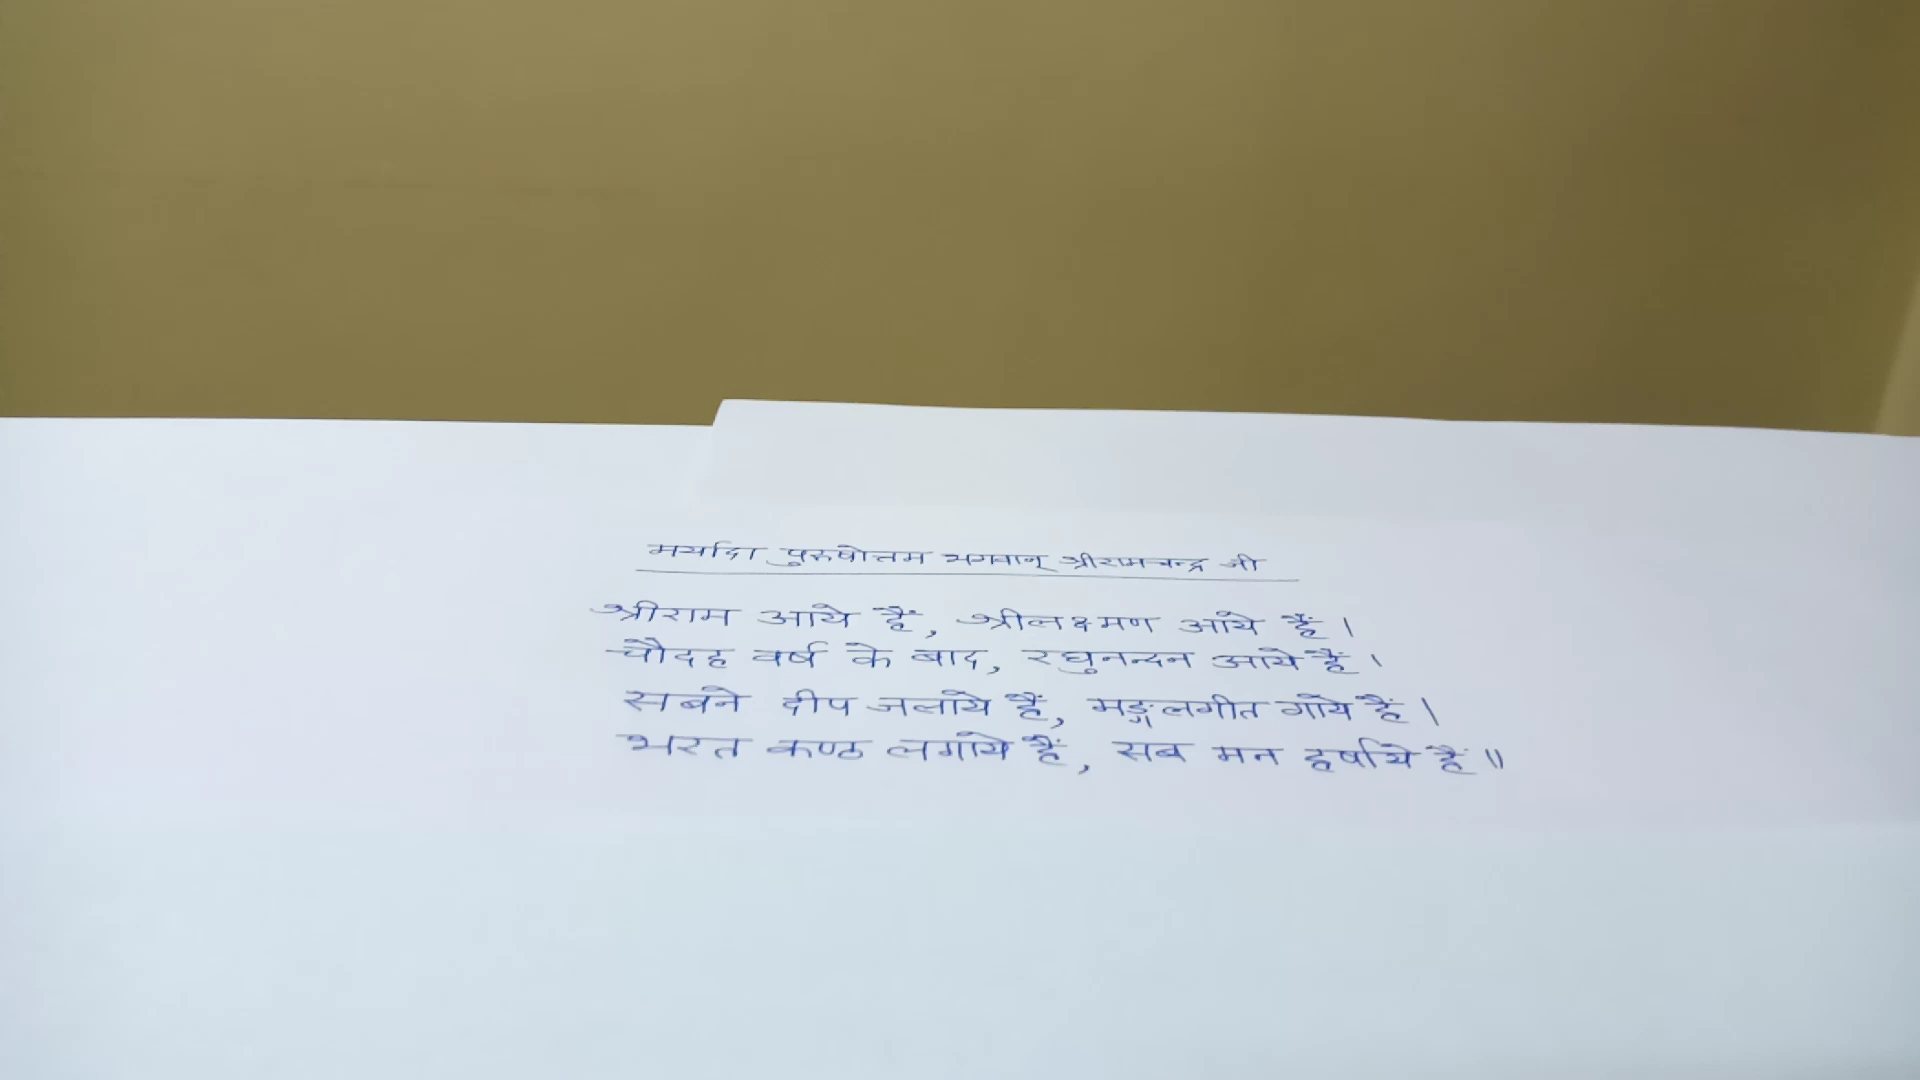 मर्यादा पुरुषोत्तम भगवान् श्रीरामचन्द्र जी
श्रीराम आये हैं, श्रीलक्ष्मण आये हैं।
चौदह वर्ष के बाद, रघुनन्दन आये हैं।
सबने दीप जलाये हैं, मङ्गलगीत गाये हैं।
भरत कण्ठ लगाये हैं, सब मन हर्षाये हैं॥